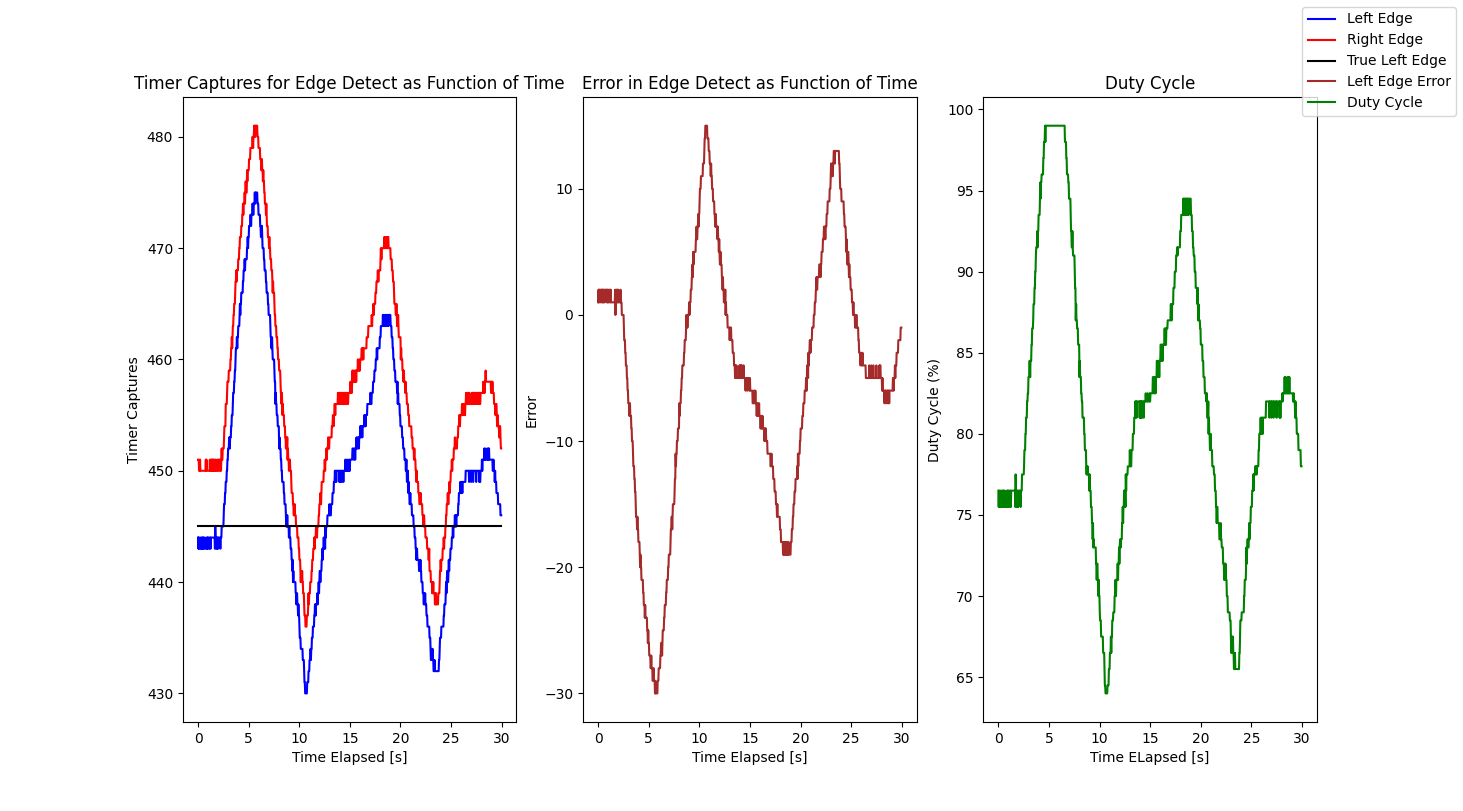 Left Edge
Right Edge
True Left Edge
Left Edge Error
Duty Cycle
Timer Captures for Edge Detect as Function of Time
Timer Captures
480
470
460
450
440
430
0 5 10 15 20 25 30
Time Elapsed [s]
Error in Edge Detect as Function of Time
Error
10
0
−10
−20
−30
0 5 10 15 20 25 30
Time Elapsed [s]
Duty Cycle
Duty Cycle (%)
100
95
90
85
80
75
70
65
0 5 10 15 20 25 30
Time ELapsed [s]